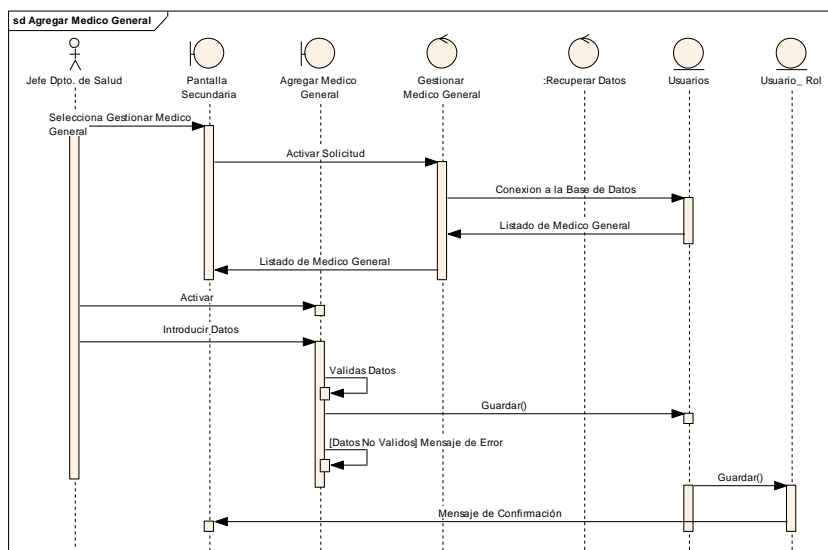 sd Agregar Medico General
Jefe Dpto. de Salud
Pantalla
Secundaria
Agregar Medico
General
Gestionar
Medico General
:Recuperar Datos
Usuarios
Usuario_ Rol
Selecciona Gestionar Medico
General
Activar Solicitud
Conexion a la Base de Datos
Listado de Medico General
Listado de Medico General
Activar
Introducir Datos
Validas Datos
Guardar()
[Datos No Validos] Mensaje de Error
Guardar()
Mensaje de Confirmación